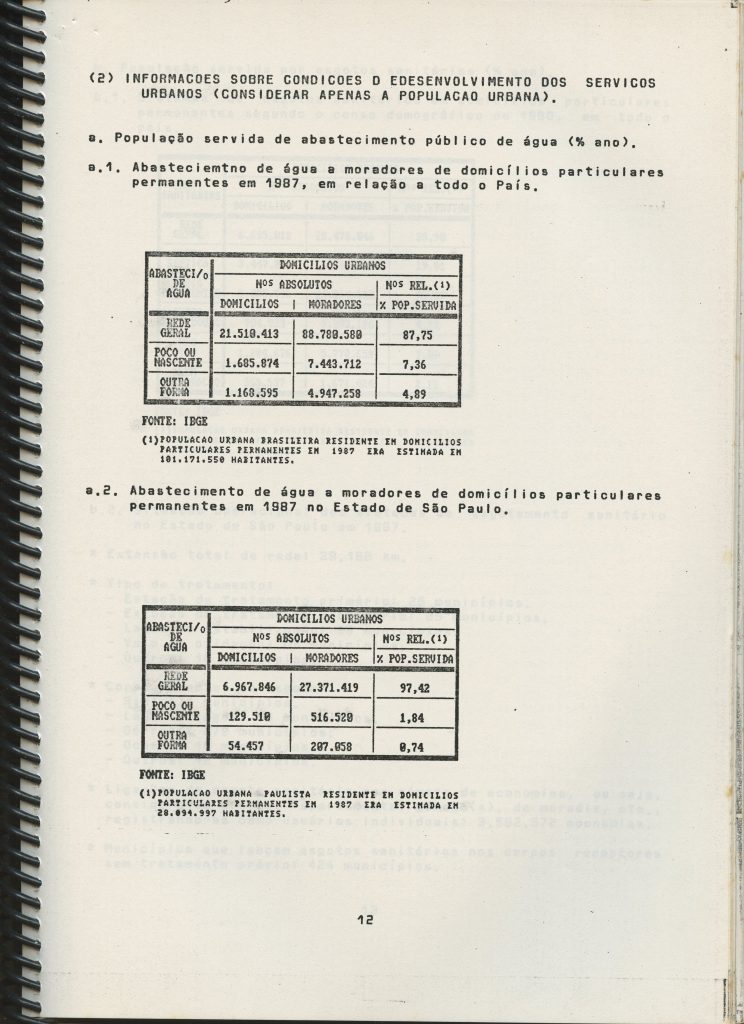 (2) INFORMACOES SOBRE CONDICOES D EDESENVOLVIMENTO DOS SERVICOS
URBANOS (CONSIDERAR APENAS A POPULACAO URBANA).
a. População servida de abastecimento público de água (% ano).
a.1. Abasteciemtno de água a moradores de domicílios particulares
permanentes em 1987, em relação a todo o País.
ABASTECI/o DE AGUA
DOMICILIOS URBANOS
NOS ABSOLUTOS | NOS REL.(1)
DOMICILIOS | MORADORES | % POP.SERVIDA
REDE GERAL 21.510.413 88.780.580 87,75
POCO OU NASCENTE 1.685.874 7.443.712 7,36
OUTRA FORMA 1.168.595 4.947.258 4,89
FONTE: IBGE
(1)POPULACAO URBANA BRASILEIRA RESIDENTE EM DOMICILIOS
PARTICULARES PERMANENTES EM 1987 ERA ESTIMADA EM
101.171.550 HABITANTES.
a.2. Abastecimento de água a moradores de domicílios particulares
permanentes em 1987 no Estado de São Paulo.
ABASTECI/o DE AGUA
DOMICILIOS URBANOS
NOS ABSOLUTOS | NOS REL.(1)
DOMICILIOS | MORADORES | % POP.SERVIDA
REDE GERAL 6.967.846 27.371.419 97,42
POCO OU NASCENTE 129.510 516.520 1,84
OUTRA FORMA 54.457 207.058 0,74
FONTE: IBGE
(1)POPULACAO URBANA PAULISTA RESIDENTE EM DOMICILIOS
PARTICULARES PERMANENTES EM 1987 ERA ESTIMADA EM
28.094.997 HABITANTES.
12